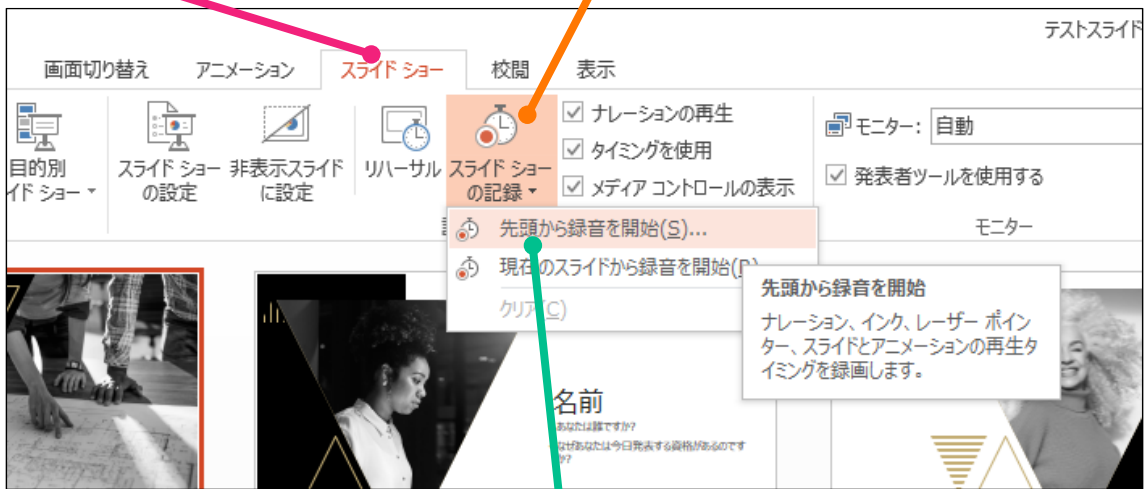 テストスライド
画面切り替え アニメーション スライド ショー 校閲 表示
目的別
イド ショー
スライド ショー
の設定
非表示スライド
に設定
リハーサル
スライド ショー
の記録
ナレーションの再生
タイミングを使用
メディア コントロールの表示
モニター: 自動
発表者ツールを使用する
モニター
先頭から録音を開始(S)...
現在のスライドから録音を開始(R)
クリア(C)
先頭から録音を開始
ナレーション、インク、レーザー ポイン
ター、スライドとアニメーションの再生タ
イミングを録画します。
名前
あなたは誰ですか?
なぜあなたは今日発表する資格があるのです
か?